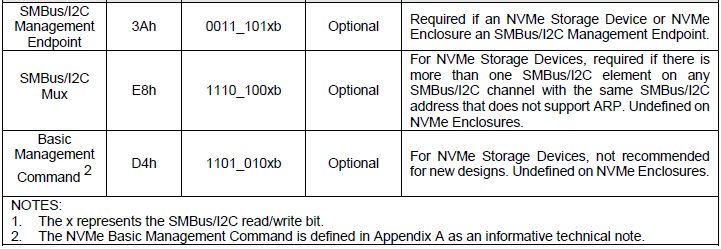 SMBus/I2C Management Endpoint 3Ah 0011_101xb Optional Required if an NVMe Storage Device or NVMe Enclosure an SMBus/I2C Management Endpoint.
SMBus/I2C Mux E8h 1110_100xb Optional For NVMe Storage Devices, required if there is more than one SMBus/I2C element on any SMBus/I2C channel with the same SMBus/I2C address that does not support ARP. Undefined on NVMe Enclosures.
Basic Management Command 2 D4h 1101_010xb Optional For NVMe Storage Devices, not recommended for new designs. Undefined on NVMe Enclosures.
NOTES:
1. The x represents the SMBus/I2C read/write bit.
2. The NVMe Basic Management Command is defined in Appendix A as an informative technical note.